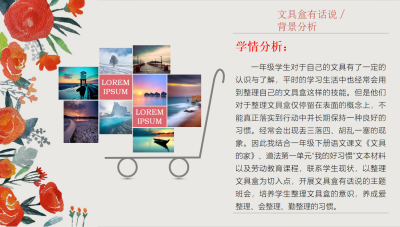 文具盒有话说 /
背景分析
学情分析：
一年级学生对于自己的文具有了一定的
认识与了解，平时的学习生活中也经常会用
到整理自己的文具盒这样的技能。但是他们
对于整理文具盒仅停留在表面的概念上，不
能真正落实到行动中并长期保持一种良好的
习惯。经常会出现丢三落四、胡乱一塞的现
象。因此我结合一年级下册语文课文《文具
的家》、道法第一单元“我的好习惯”文本材料
以及劳动教育课程，联系学生现状，以整理
文具盒为切入点，开展文具盒有话说的主题
班会，培养学生整理文具盒的意识，养成爱
整理、会整理、勤整理的习惯。
LOREM
IPSUM
LOREM
IPSUM